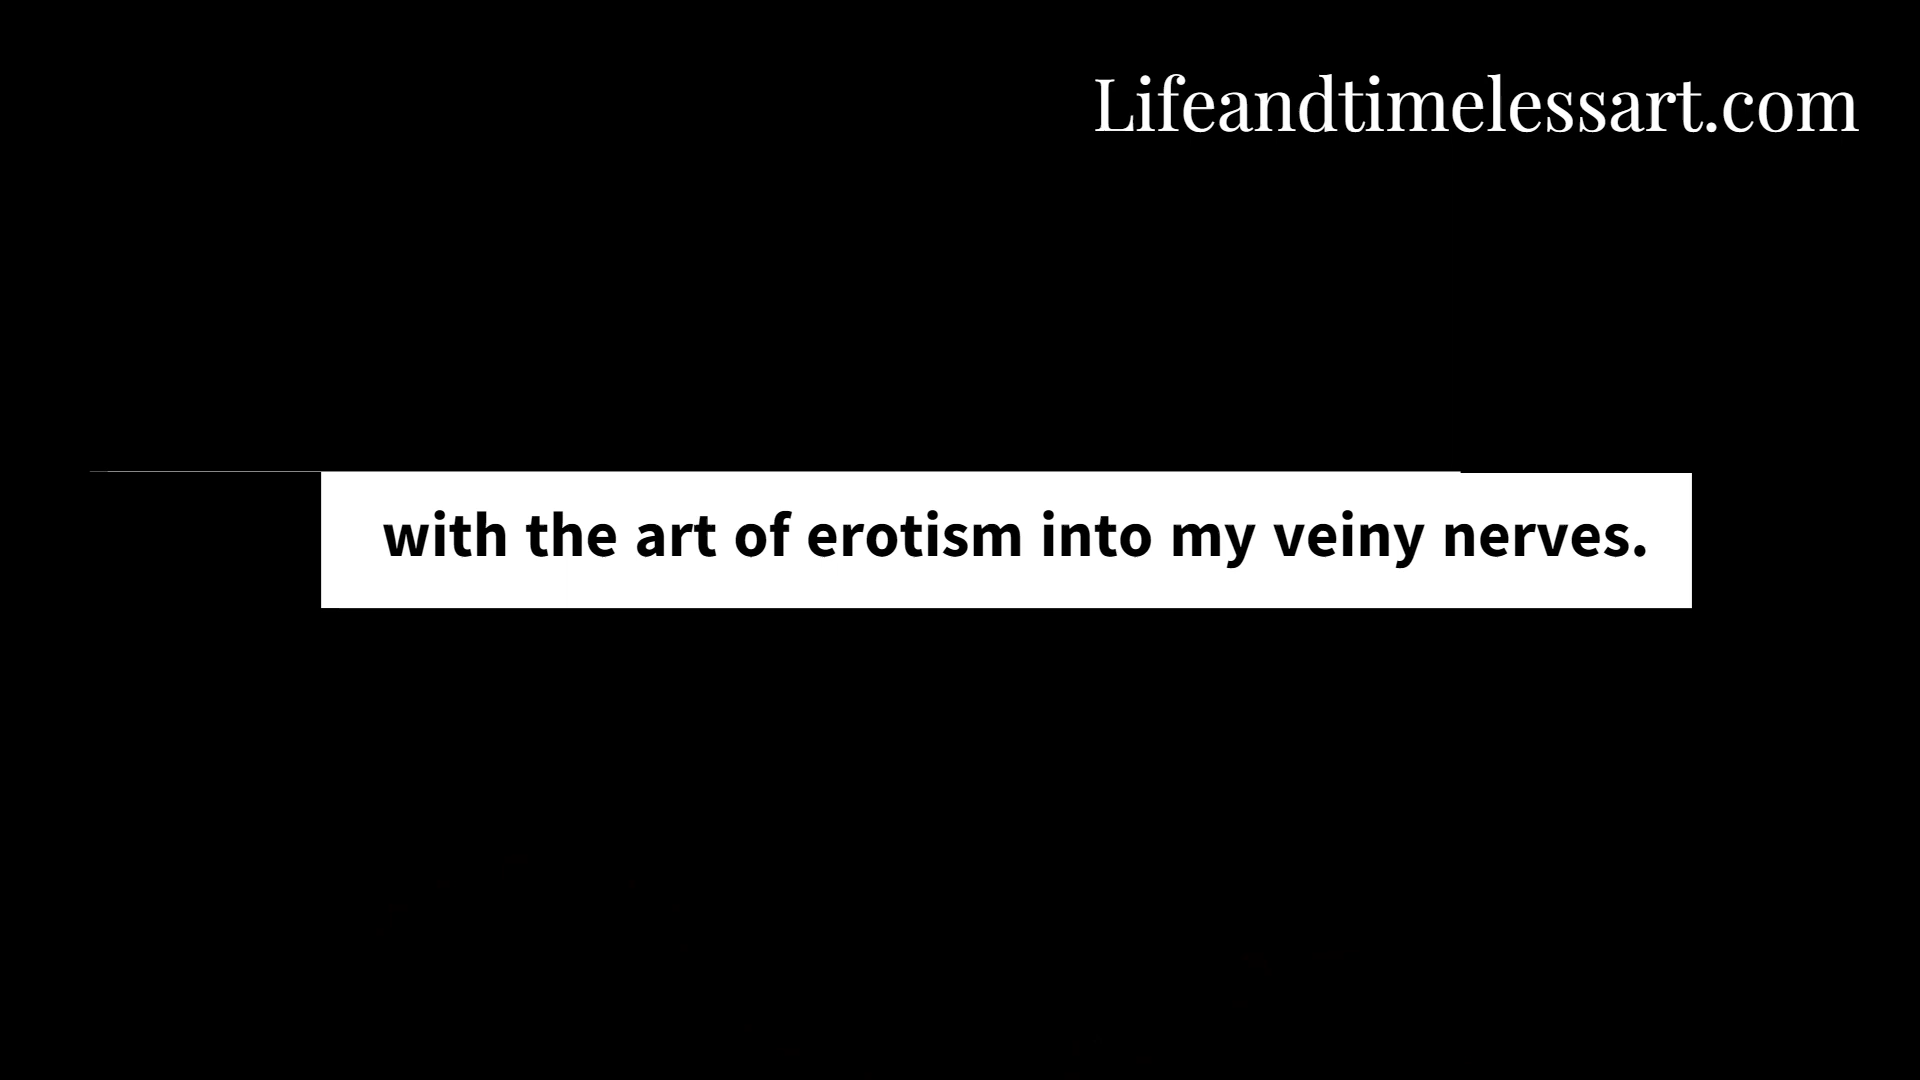 Lifeandtimelessart.com
with the art of erotism into my veiny nerves.